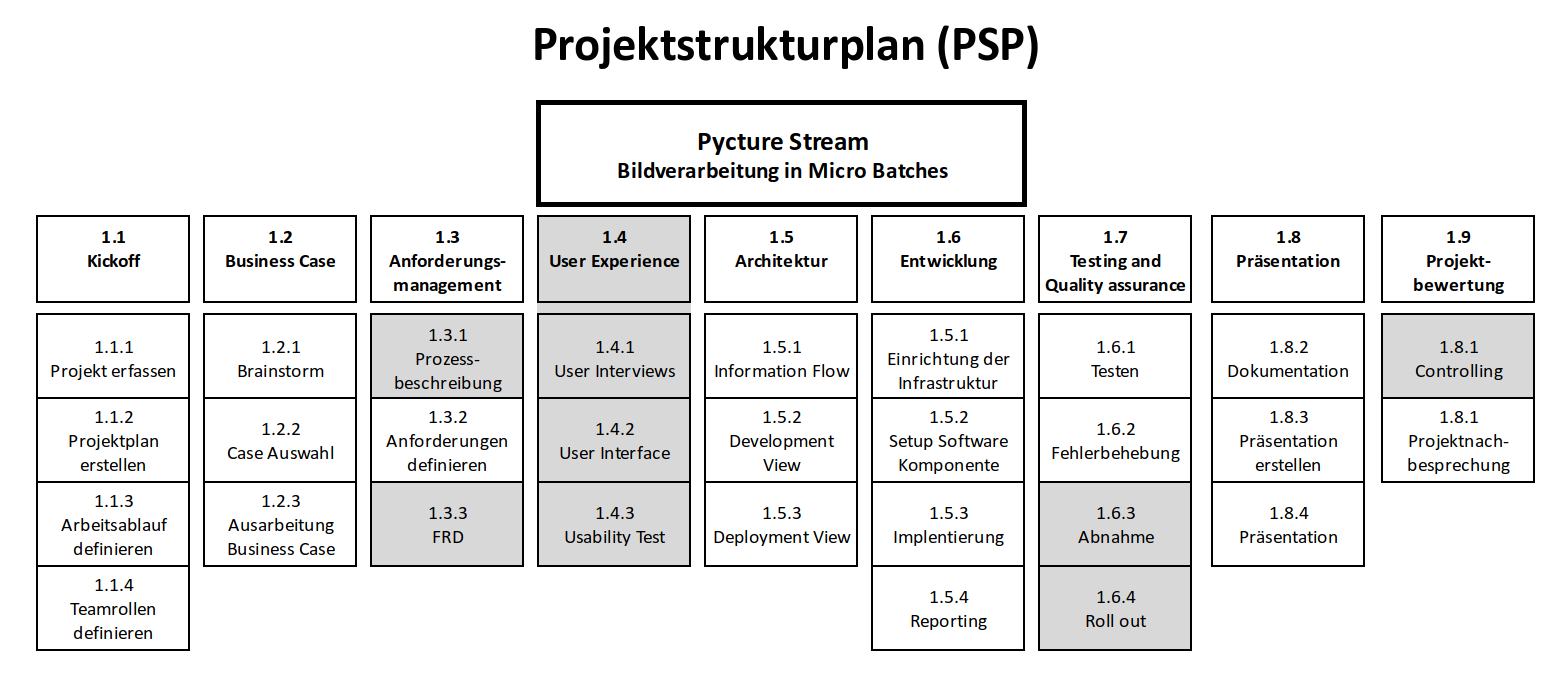 Projektstrukturplan (PSP)
Pycture Stream
Bildverarbeitung in Micro Batches
1.1
Kickoff
1.2
Business Case
1.3
Anforderungs-
management
1.4
User Experience
1.5
Architektur
1.6
Entwicklung
1.7
Testing and
Quality assurance
1.8
Präsentation
1.9
Projekt-
bewertung
1.1.1
Projekt erfassen
1.1.2
Projektplan
erstellen
1.1.3
Arbeitsablauf
definieren
1.1.4
Teamrollen
definieren
1.2.1
Brainstorm
1.2.2
Case Auswahl
1.2.3
Ausarbeitung
Business Case
1.3.1
Prozess-
beschreibung
1.3.2
Anforderungen
definieren
1.3.3
FRD
1.4.1
User Interviews
1.4.2
User Interface
1.4.3
Usability Test
1.5.1
Information Flow
1.5.2
Development
View
1.5.3
Deployment View
1.5.1
Einrichtung der
Infrastruktur
1.5.2
Setup Software
Komponente
1.5.3
Implentierung
1.5.4
Reporting
1.6.1
Testen
1.6.2
Fehlerbehebung
1.6.3
Abnahme
1.6.4
Roll out
1.8.2
Dokumentation
1.8.3
Präsentation
erstellen
1.8.4
Präsentation
1.8.1
Controlling
1.8.1
Projektnach-
besprechung